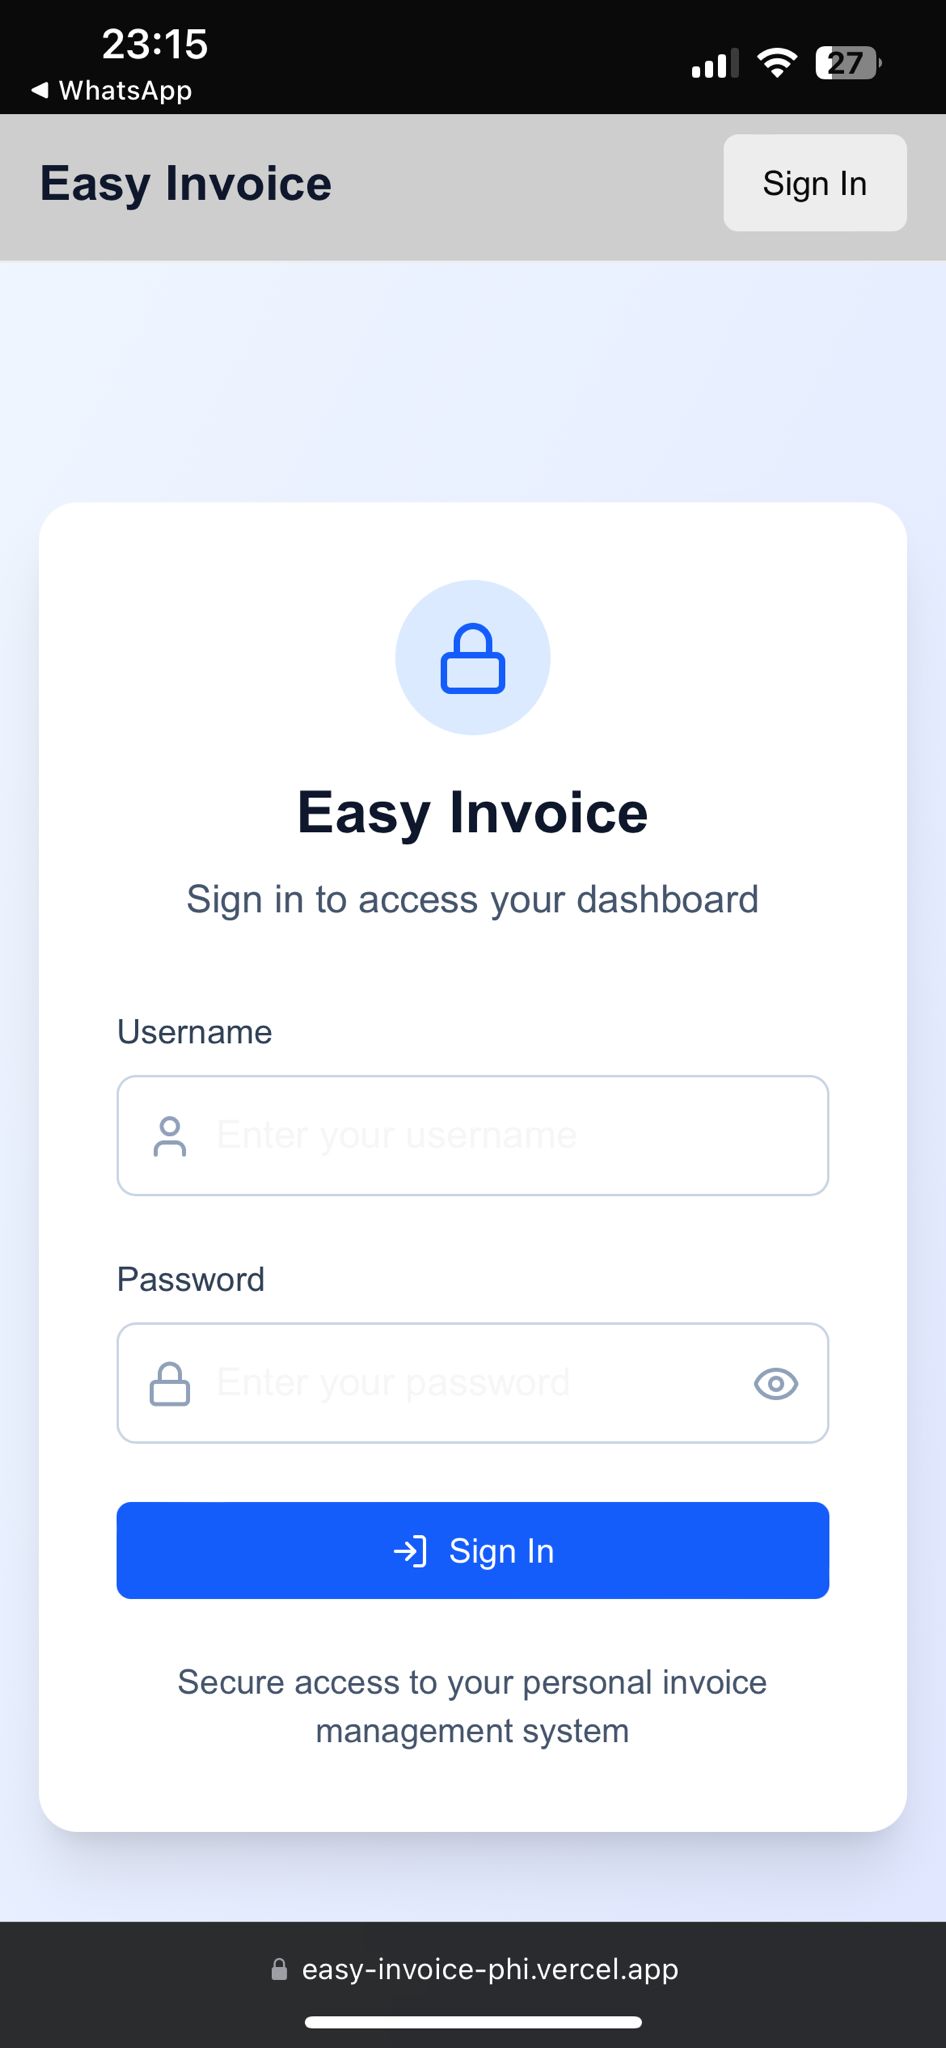 23:15
27
◀ WhatsApp
Easy Invoice
Sign In
Easy Invoice
Sign in to access your dashboard
Username
Enter your username
Password
Enter your password
Sign In
Secure access to your personal invoice
management system
easy-invoice-phi.vercel.app